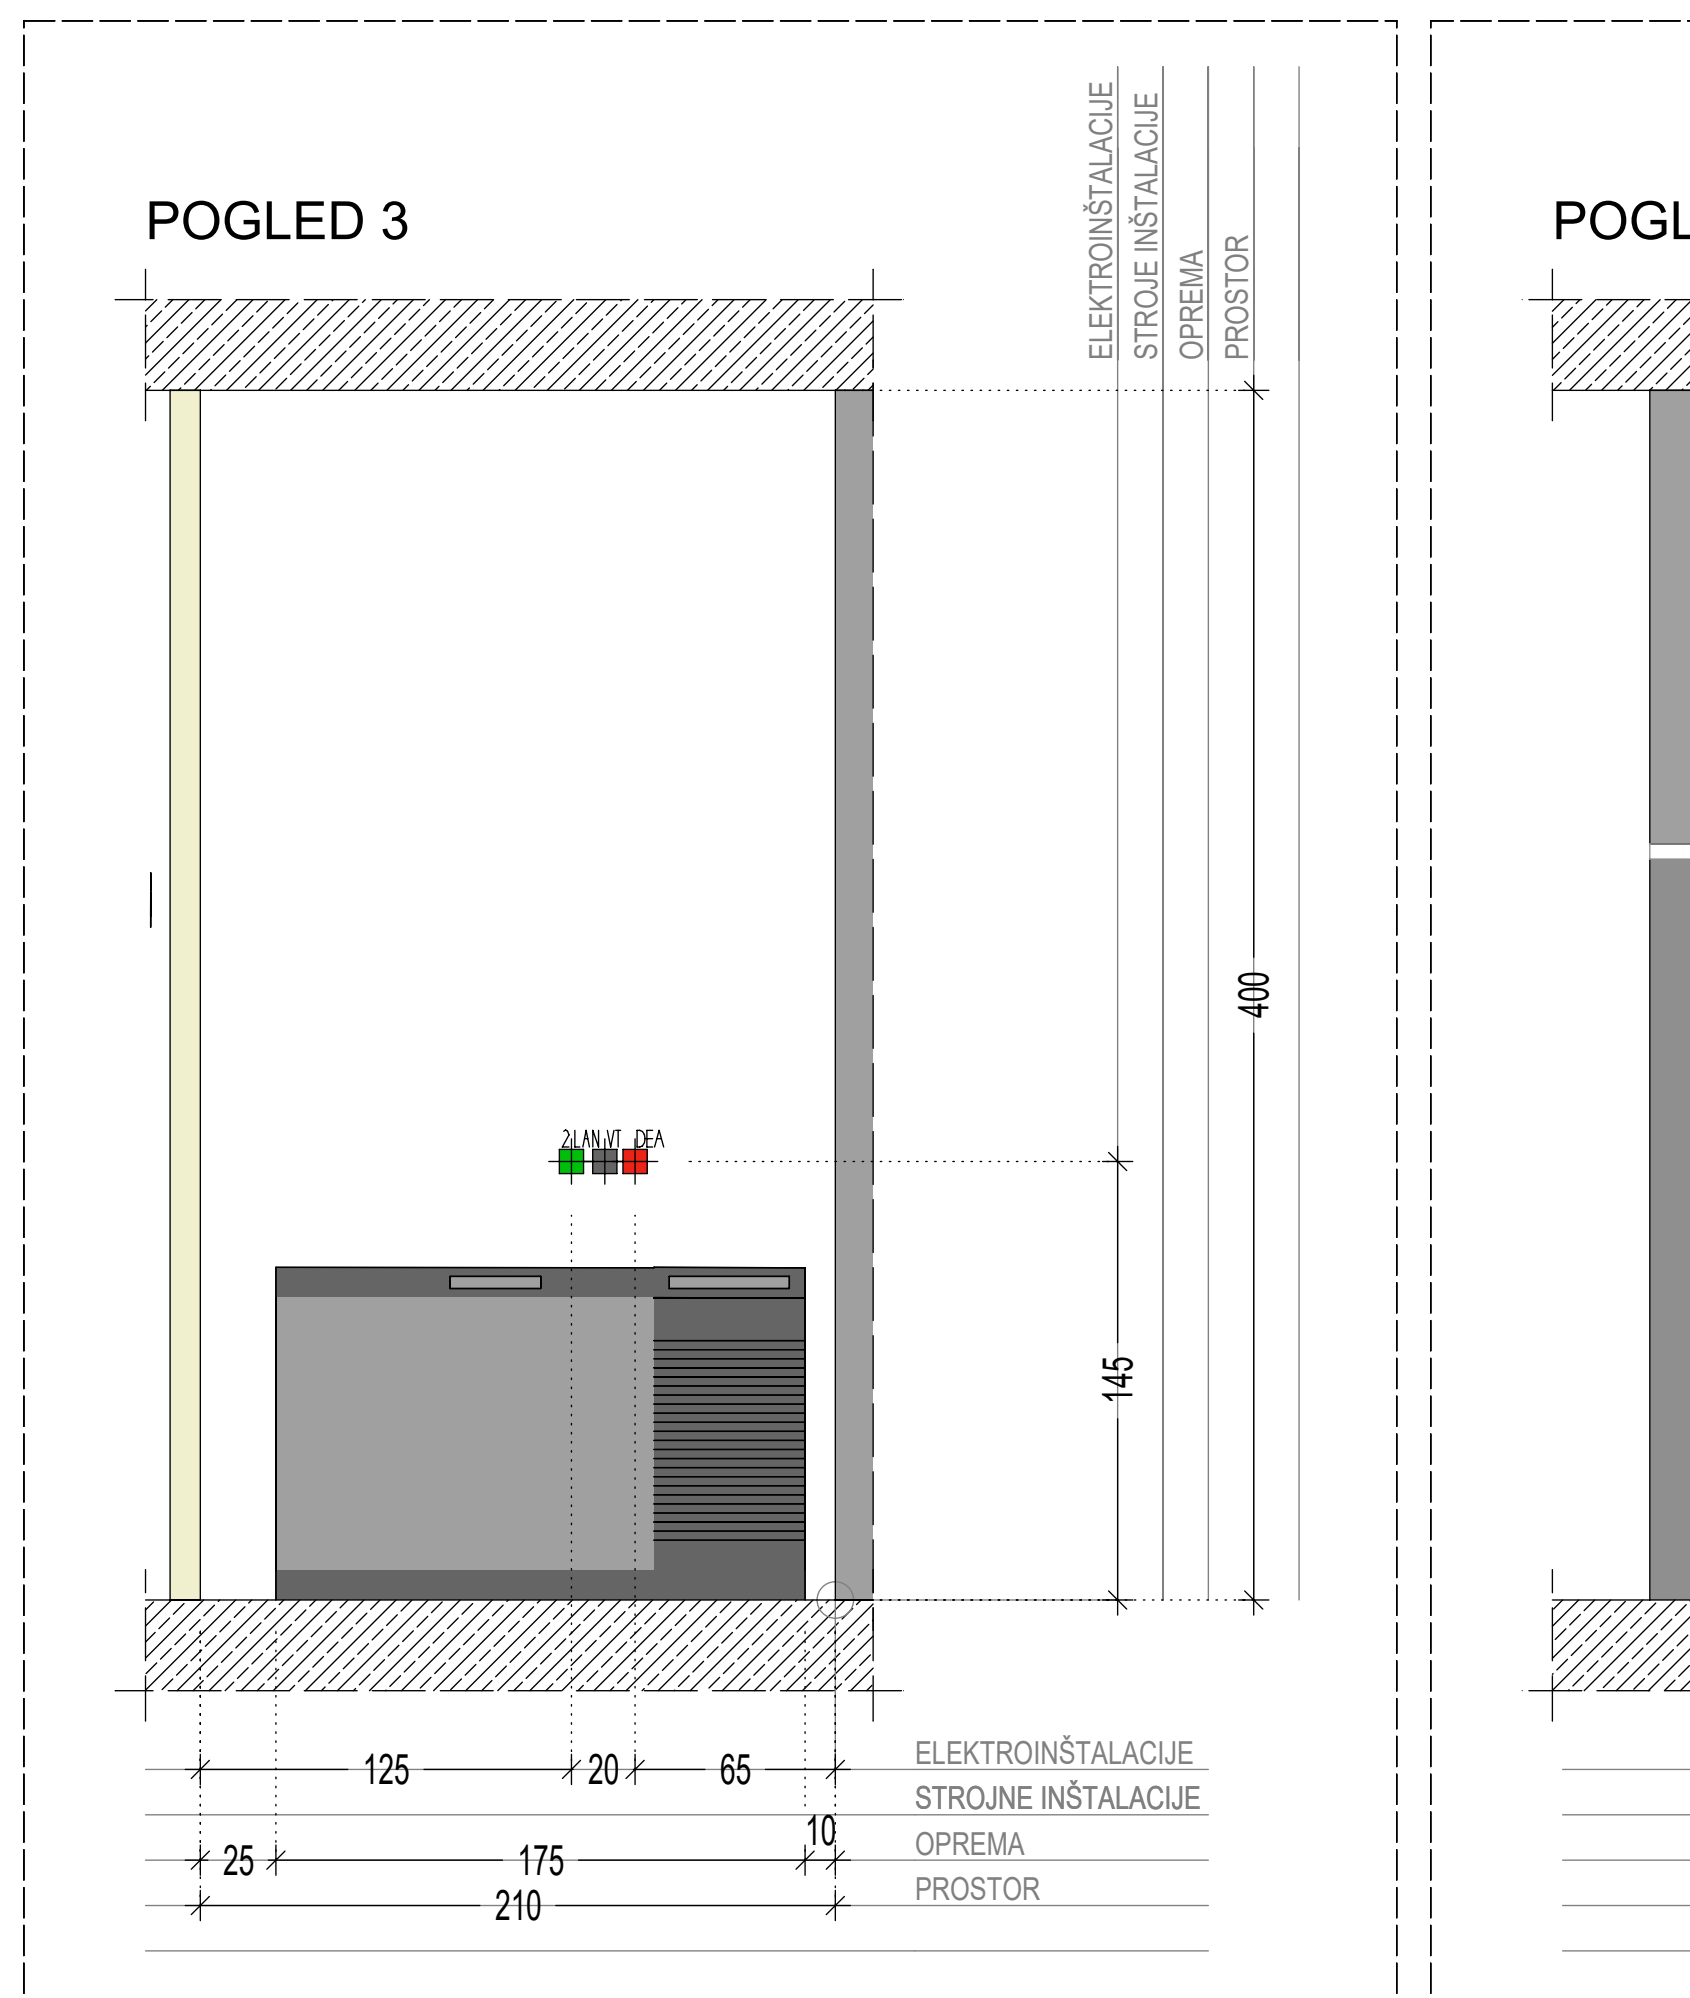 ELEKTROINŠTALACIJE
STROJE INŠTALACIJE
OPREMA
PROSTOR
POGLED 3
POGL
400
2LAN VT DEA
145
ELEKTROINŠTALACIJE
125 20 65
STROJNE INŠTALACIJE
10
OPREMA
25 175
PROSTOR
210